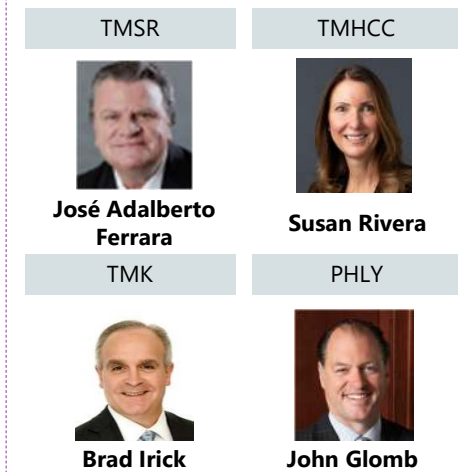 TMSR
TMHCC
José Adalberto
Ferrara
Susan Rivera
TMK
PHLY
Brad Irick
John Glomb